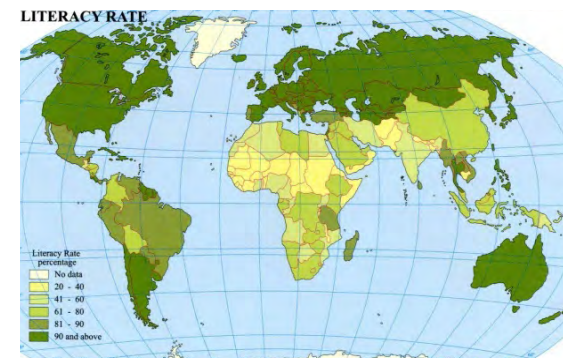 LITERACY RATE
Literacy Rate
percentage
No data
20 - 40
41 - 60
61 - 80
81 - 90
90 and above